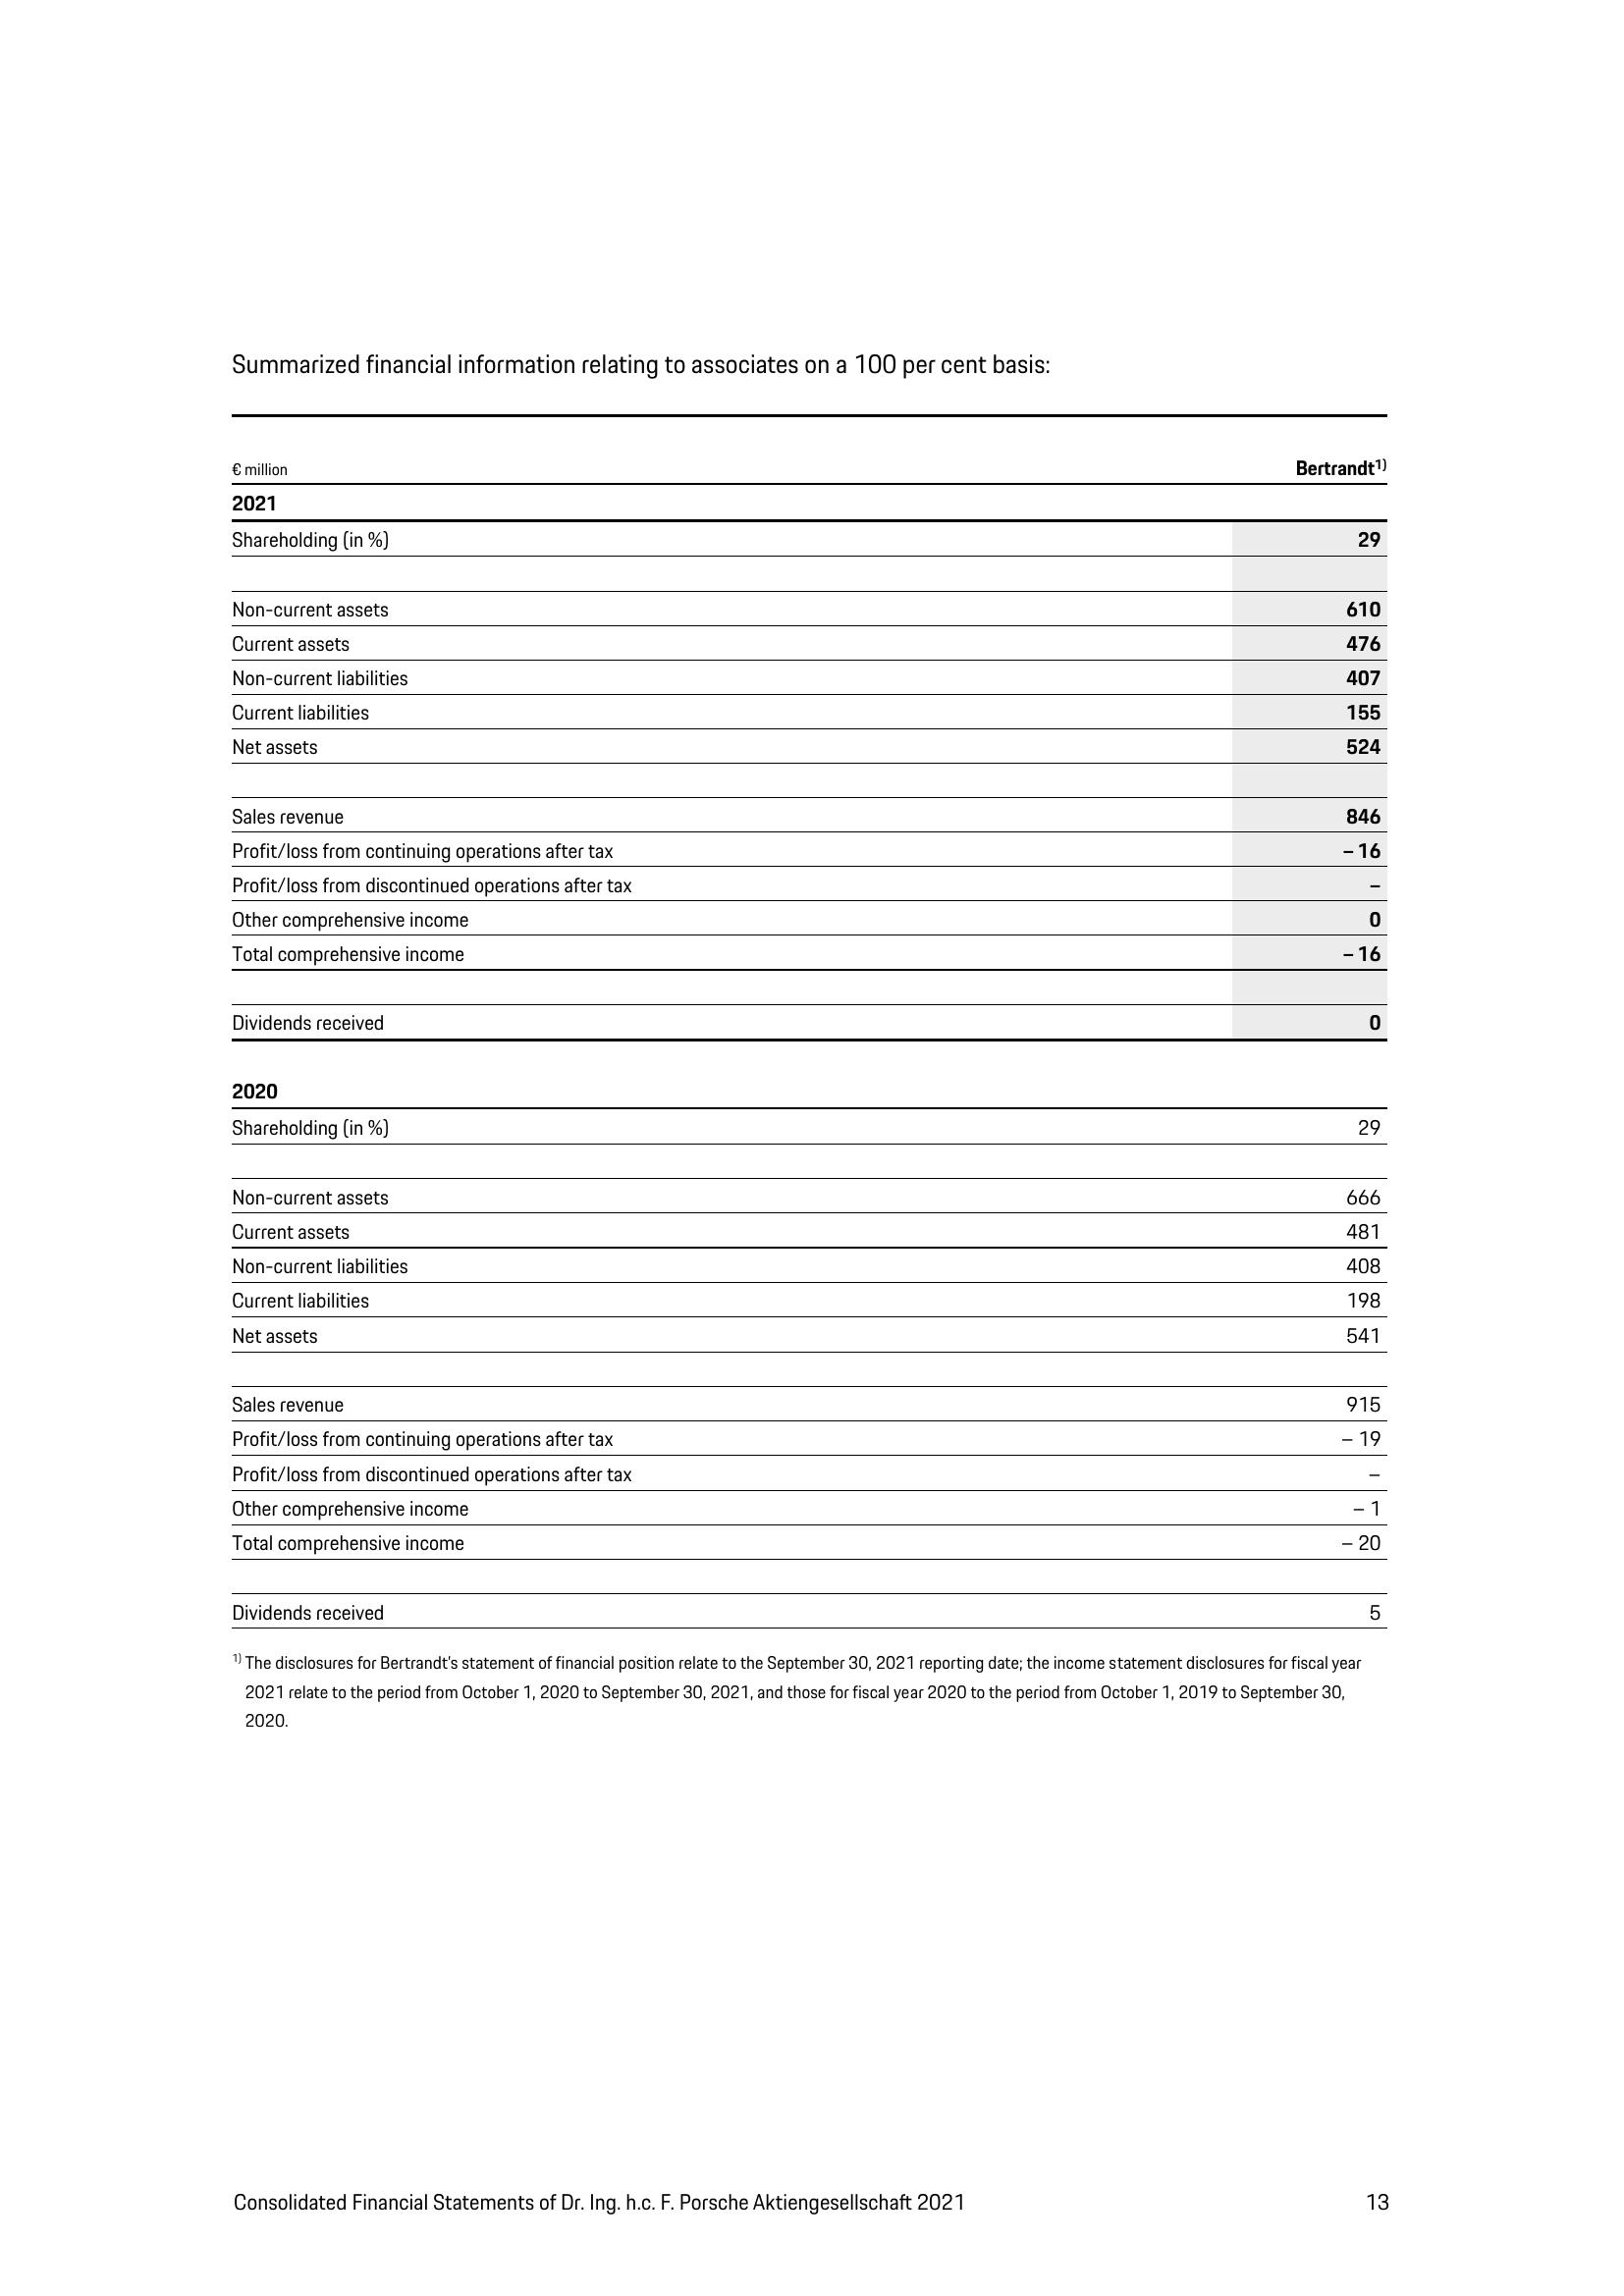 Summarized financial information relating to associates on a 100 per cent basis:
€ million Bertrandt1)
2021
Shareholding (in %) 29
Non-current assets 610
Current assets 476
Non-current liabilities 407
Current liabilities 155
Net assets 524
Sales revenue 846
Profit/loss from continuing operations after tax – 16
Profit/loss from discontinued operations after tax –
Other comprehensive income 0
Total comprehensive income – 16
Dividends received 0
2020
Shareholding (in %) 29
Non-current assets 666
Current assets 481
Non-current liabilities 408
Current liabilities 198
Net assets 541
Sales revenue 915
Profit/loss from continuing operations after tax – 19
Profit/loss from discontinued operations after tax –
Other comprehensive income – 1
Total comprehensive income – 20
Dividends received 5
1) The disclosures for Bertrandt's statement of financial position relate to the September 30, 2021 reporting date; the income statement disclosures for fiscal year
2021 relate to the period from October 1, 2020 to September 30, 2021, and those for fiscal year 2020 to the period from October 1, 2019 to September 30,
2020.
Consolidated Financial Statements of Dr. Ing. h.c. F. Porsche Aktiengesellschaft 2021 13